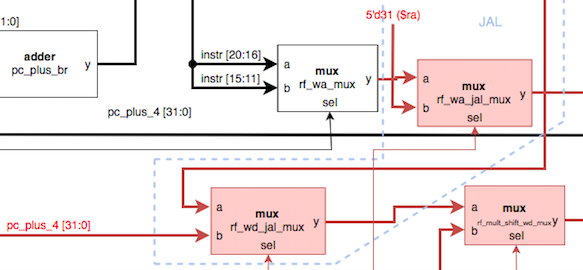 1:0]
5'd31 ($ra)
JAL
adder
pc_plus_br
y
instr [20:16]
instr [15:11]
a
b
mux
rf_wa_mux
sel
y
a
b
mux
rf_wa_jal_mux
sel
y
pc_plus_4 [31:0]
pc_plus_4 [31:0]
a
b
mux
rf_wd_jal_mux
sel
y
a
b
mux
rf_mult_shift_wd_mux
sel
y